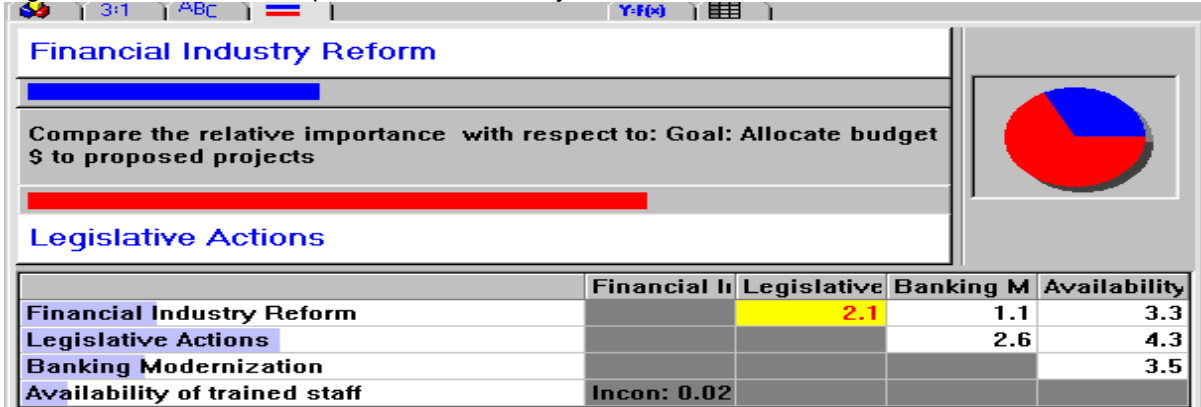 3:1 ABC Y=F(x)
Financial Industry Reform
Compare the relative importance with respect to: Goal: Allocate budget
$ to proposed projects
Legislative Actions
Financial In Legislative Banking M Availability
Financial Industry Reform 2.1 1.1 3.3
Legislative Actions 2.6 4.3
Banking Modernization 3.5
Availability of trained staff Incon: 0.02